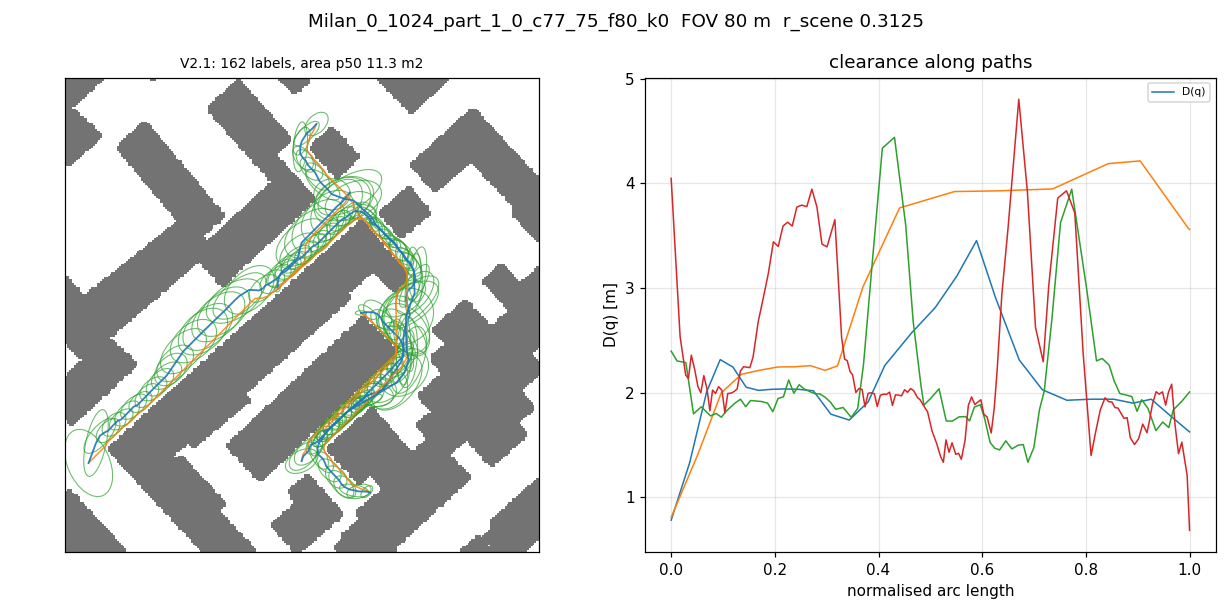 Milan_0_1024_part_1_0_c77_75_f80_k0  FOV 80 m  r_scene 0.3125
V2.1: 162 labels, area p50 11.3 m2
clearance along paths
D(q)
D(q) [m]
5
4
3
2
1
0.0 0.2 0.4 0.6 0.8 1.0
normalised arc length